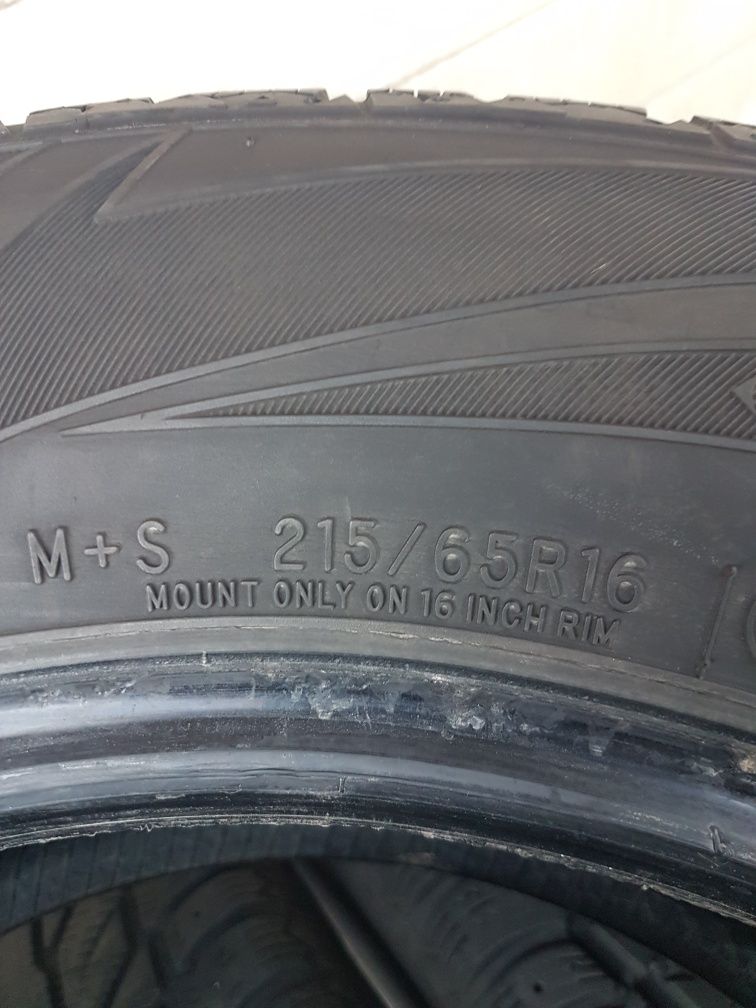 M+S 215/65R16
MOUNT ONLY ON 16 INCH RIM